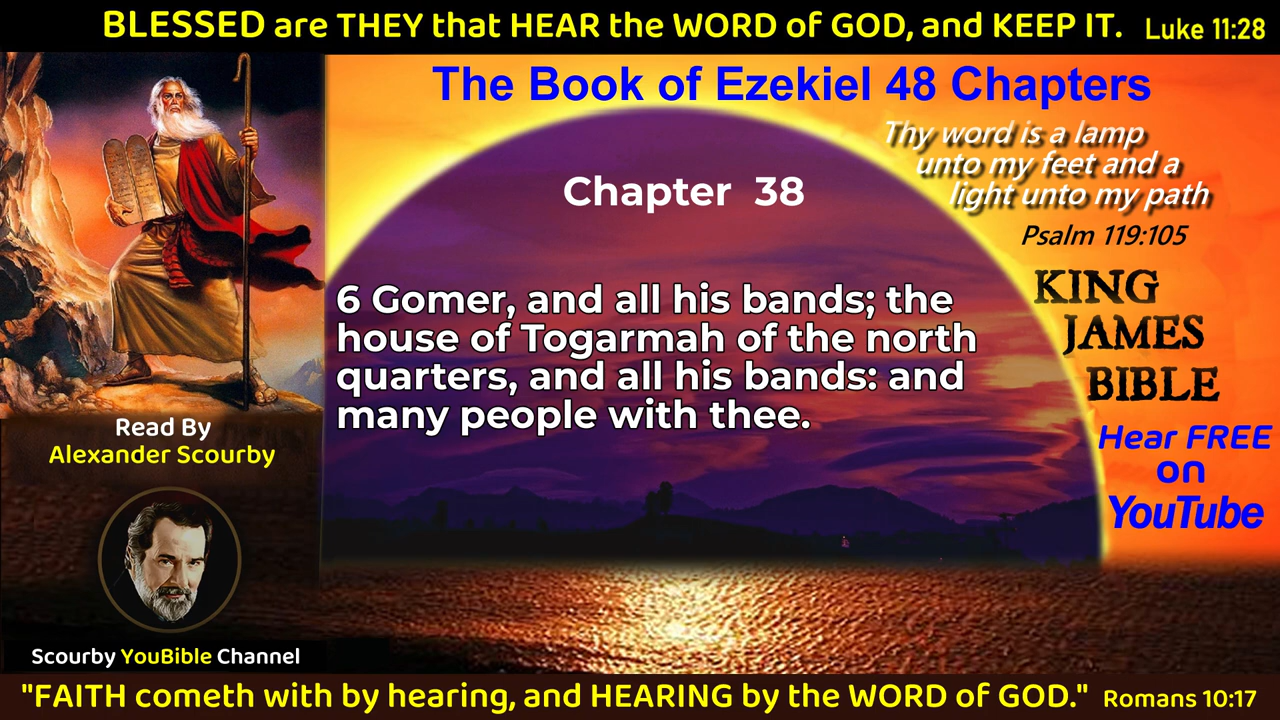 BLESSED are THEY that HEAR the WORD of GOD, and KEEP IT. Luke 11:28
The Book of Ezekiel 48 Chapters
Thy word is a lamp
unto my feet and a
light unto my path
Psalm 119:105
Chapter 38
6 Gomer, and all his bands; the
house of Togarmah of the north
quarters, and all his bands: and
many people with thee.
KING
JAMES
BIBLE
Hear FREE
on
YouTube
Read By
Alexander Scourby
Scourby YouBible Channel
"FAITH cometh with by hearing, and HEARING by the WORD of GOD." Romans 10:17